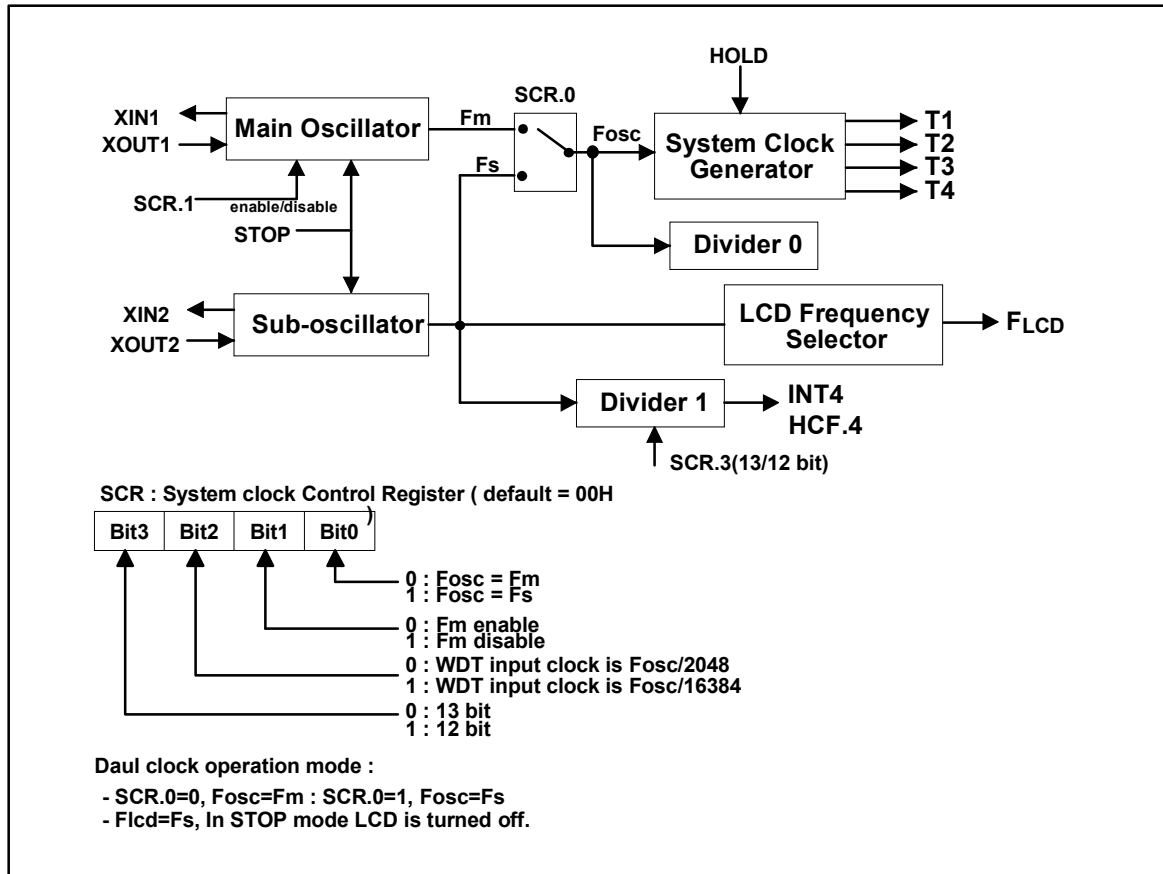 HOLD
SCR.0
XIN1
Main Oscillator
Fm
Fosc
System Clock
Generator
T1
T2
T3
T4
XOUT1
Fs
SCR.1
enable/disable
STOP
Divider 0
XIN2
Sub-oscillator
XOUT2
LCD Frequency
Selector
FLCD
Divider 1
INT4
HCF.4
SCR.3(13/12 bit)
SCR : System clock Control Register ( default = 00H
)
Bit3 Bit2 Bit1 Bit0
0 : Fosc = Fm
1 : Fosc = Fs
0 : Fm enable
1 : Fm disable
0 : WDT input clock is Fosc/2048
1 : WDT input clock is Fosc/16384
0 : 13 bit
1 : 12 bit
Daul clock operation mode :
- SCR.0=0, Fosc=Fm : SCR.0=1, Fosc=Fs
- Flcd=Fs, In STOP mode LCD is turned off.